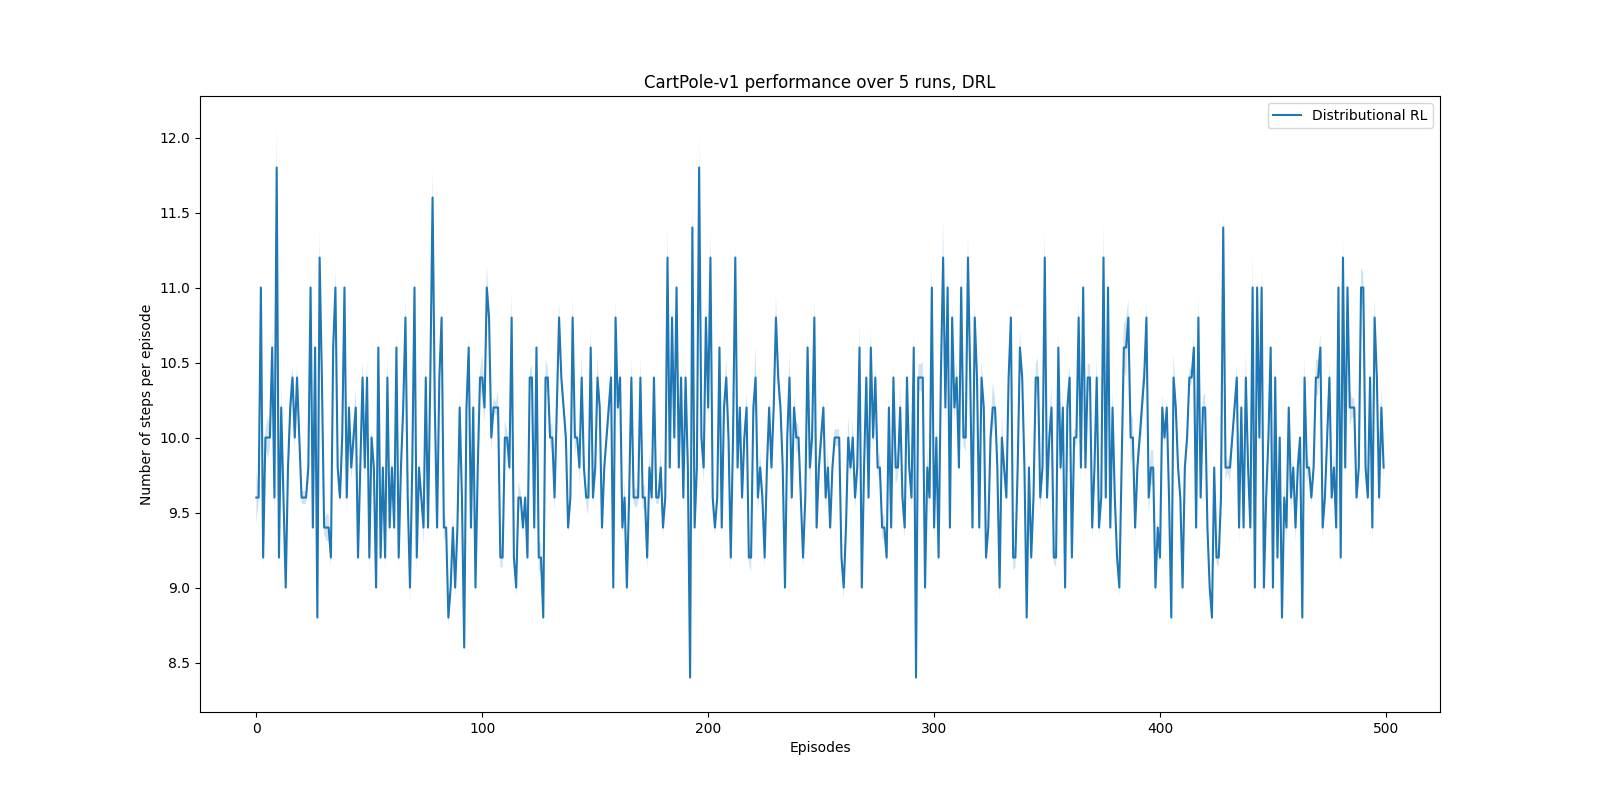 CartPole-v1 performance over 5 runs, DRL
Distributional RL
12.0
11.5
11.0
10.5
10.0
9.5
9.0
8.5
Number of steps per episode
0 100 200 300 400 500
Episodes